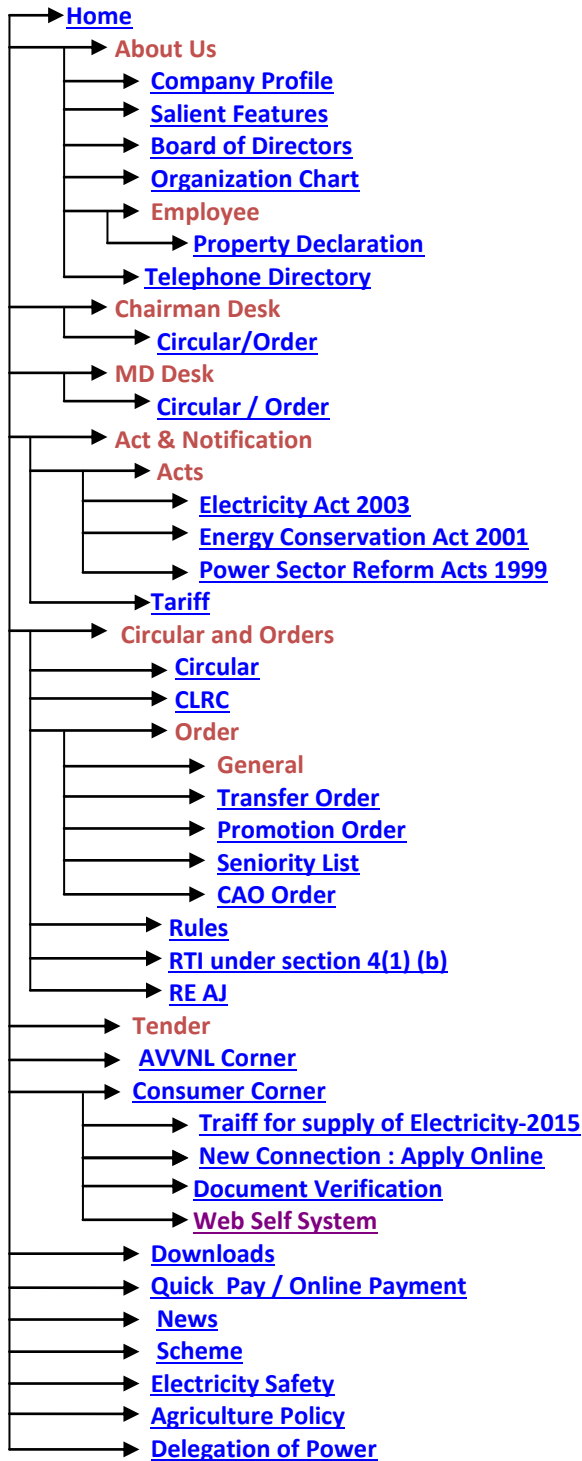 Home
About Us
Company Profile
Salient Features
Board of Directors
Organization Chart
Employee
Property Declaration
Telephone Directory
Chairman Desk
Circular/Order
MD Desk
Circular / Order
Act & Notification
Acts
Electricity Act 2003
Energy Conservation Act 2001
Power Sector Reform Acts 1999
Tariff
Circular and Orders
Circular
CLRC
Order
General
Transfer Order
Promotion Order
Seniority List
CAO Order
Rules
RTI under section 4(1) (b)
RE AJ
Tender
AVVNL Corner
Consumer Corner
Traiff for supply of Electricity-2015
New Connection : Apply Online
Document Verification
Web Self System
Downloads
Quick  Pay / Online Payment
News
Scheme
Electricity Safety
Agriculture Policy
Delegation of Power